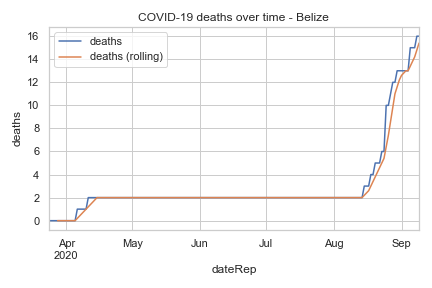 COVID-19 deaths over time - Belize
deaths
deaths (rolling)
16
14
12
10
8
6
4
2
0
deaths
Apr May Jun Jul Aug Sep
2020
dateRep